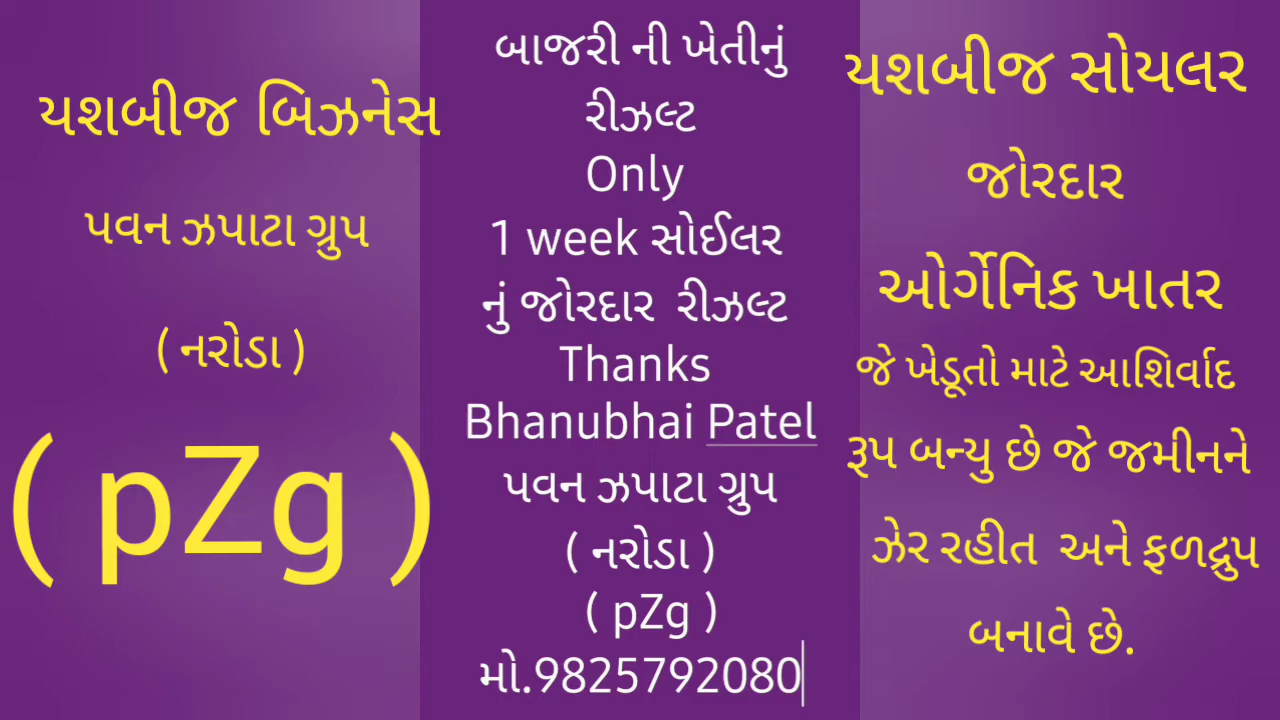 યશબીજ બિઝનેસ
પવન ઝપાટા ગ્રુપ
( નરોડા )
( pZg )
બાજરી ની ખેતીનું
રીઝલ્ટ
Only
1 week સોઈલર
નું જોરદાર રીઝલ્ટ
Thanks
Bhanubhai Patel
પવન ઝપાટા ગ્રુપ
( નરોડા )
( pZg )
મો.9825792080
યશબીજ સોયલર
જોરદાર
ઓર્ગેનિક ખાતર
જે ખેડૂતો માટે આશિર્વાદ
રૂપ બન્યુ છે જે જમીનને
ઝેર રહીત અને ફળદ્રુપ
બનાવે છે.